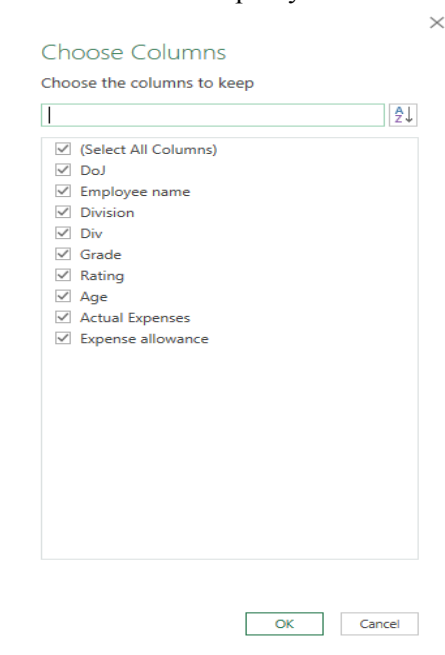 Choose Columns
Choose the columns to keep
A
Z
(Select All Columns)
DoJ
Employee name
Division
Div
Grade
Rating
Age
Actual Expenses
Expense allowance
OK Cancel